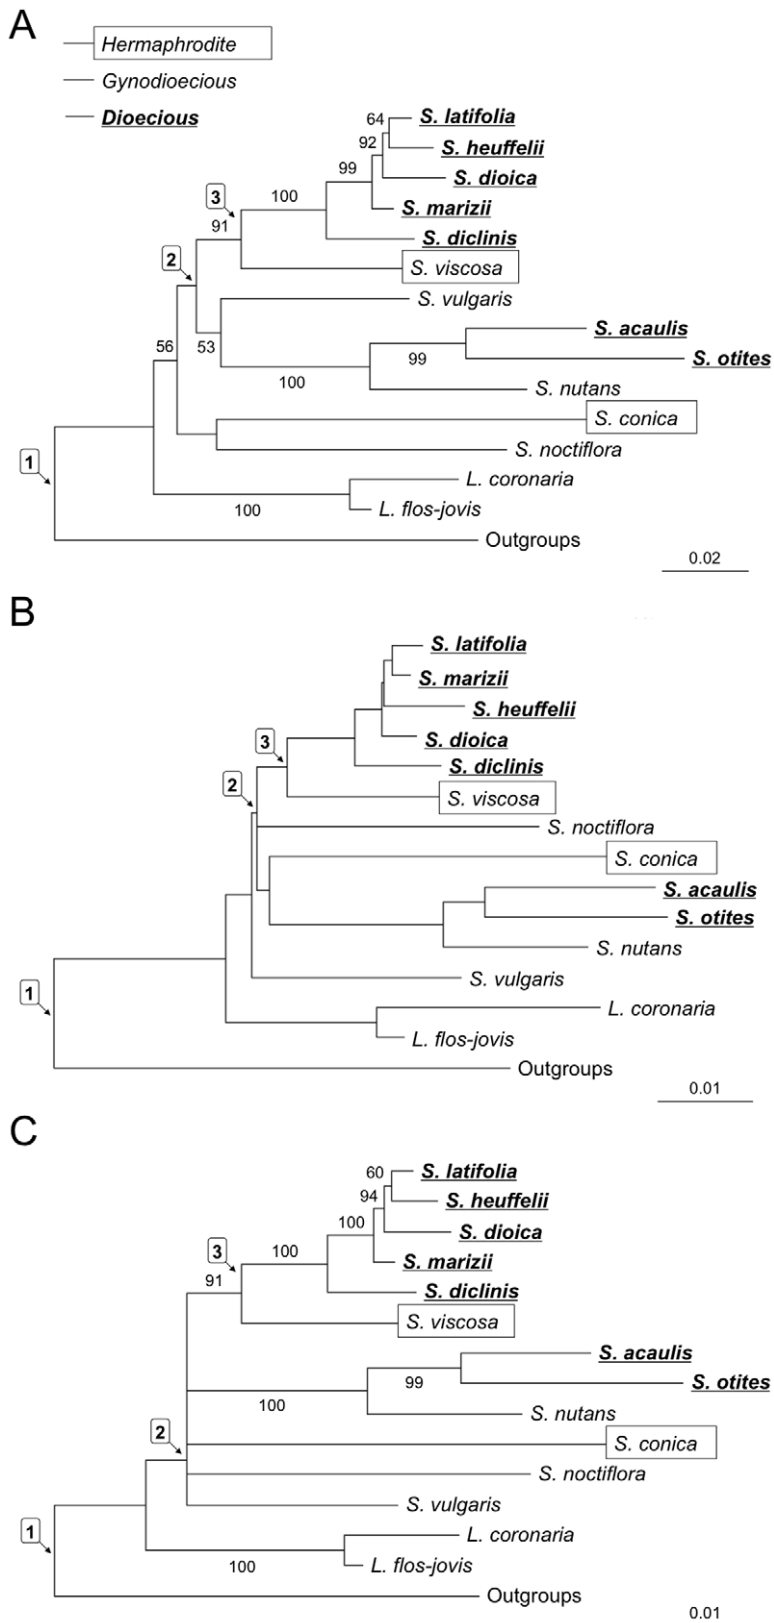 A
Hermaphrodite
Gynodioecious
Dioecious
64
S. latifolia
92
S. heuffelii
99
S. dioica
3
100
S. marizii
91
S. diclinis
2
S. viscosa
S. vulgaris
56
53
S. acaulis
99
S. otites
100
S. nutans
S. conica
1
S. noctiflora
L. coronaria
100
L. flos-jovis
Outgroups
0.02
B
S. latifolia
S. marizii
S. heuffelii
3
S. dioica
S. diclinis
2
S. viscosa
S. noctiflora
S. conica
S. acaulis
S. otites
S. nutans
1
S. vulgaris
L. coronaria
L. flos-jovis
Outgroups
0.01
C
60
S. latifolia
94
S. heuffelii
100
S. dioica
3
100
S. marizii
91
S. diclinis
S. viscosa
S. acaulis
99
S. otites
100
S. nutans
2
S. conica
S. noctiflora
S. vulgaris
1
L. coronaria
100
L. flos-jovis
Outgroups
0.01